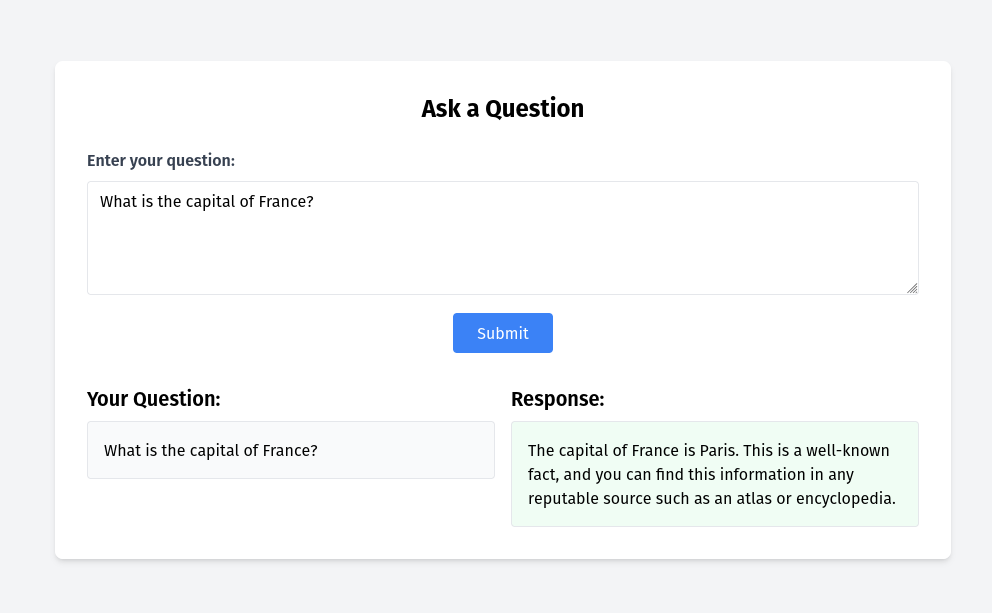 Ask a Question
Enter your question:
What is the capital of France?
Submit
Your Question:
What is the capital of France?
Response:
The capital of France is Paris. This is a well-known
fact, and you can find this information in any
reputable source such as an atlas or encyclopedia.